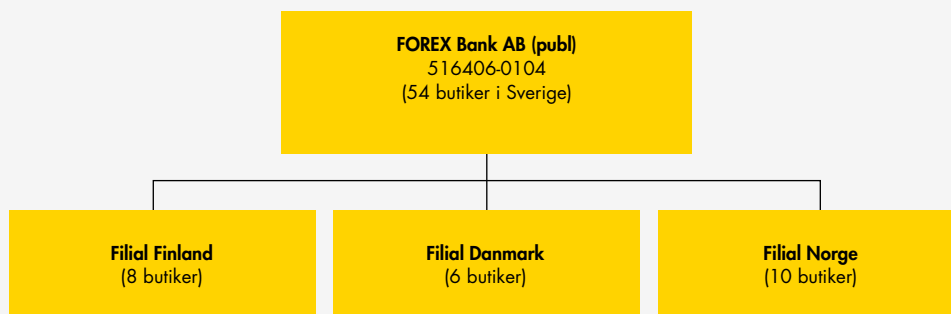 FOREX Bank AB (publ)
516406-0104
(54 butiker i Sverige)
Filial Finland
(8 butiker)
Filial Danmark
(6 butiker)
Filial Norge
(10 butiker)